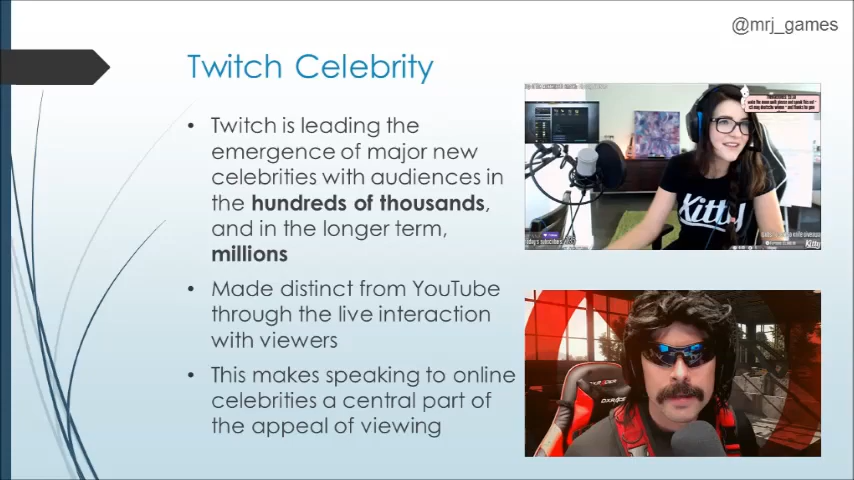 @mrj_games
Twitch Celebrity
• Twitch is leading the
emergence of major new
celebrities with audiences in
the hundreds of thousands,
and in the longer term,
millions
• Made distinct from YouTube
through the live interaction
with viewers
• This makes speaking to online
celebrities a central part of
the appeal of viewing
Kitty
Kitty